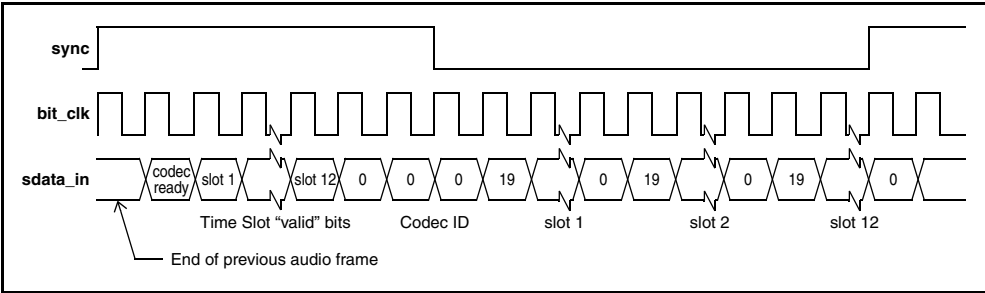 sync
bit_clk
sdata_in
codec ready slot 1 slot 12 0 0 0 19 0 19 0 19 0
Time Slot “valid” bits Codec ID slot 1 slot 2 slot 12
End of previous audio frame